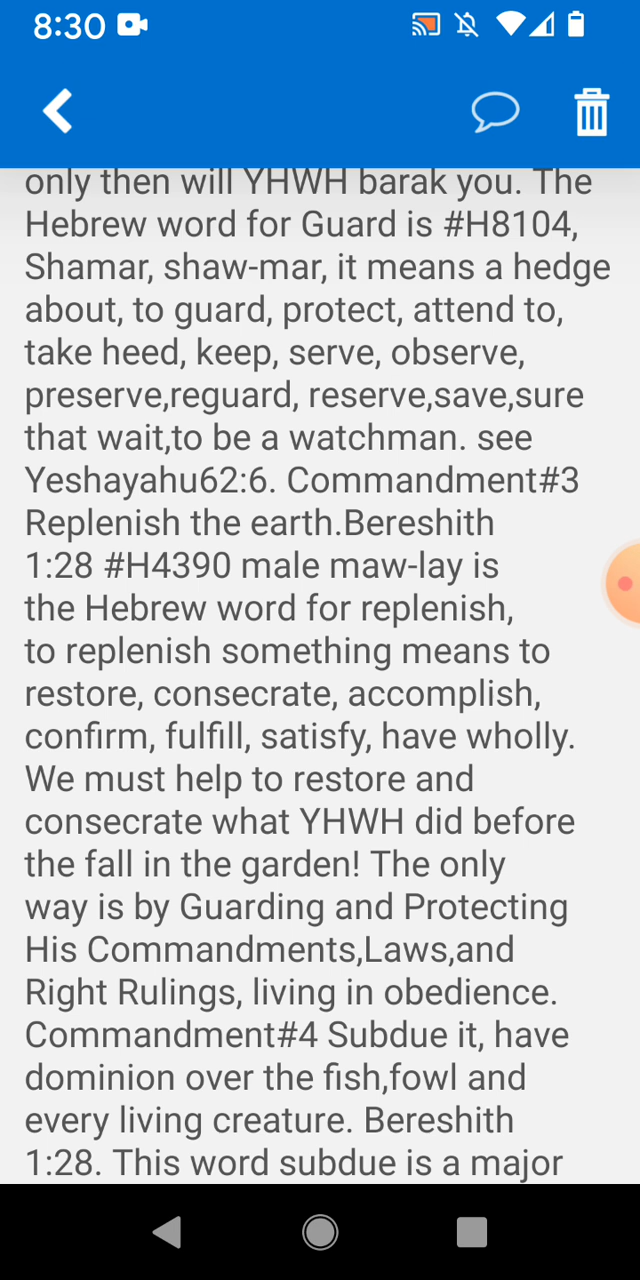 8:30
only then will YHWH barak you. The
Hebrew word for Guard is #H8104,
Shamar, shaw-mar, it means a hedge
about, to guard, protect, attend to,
take heed, keep, serve, observe,
preserve,reguard, reserve,save,sure
that wait,to be a watchman. see
Yeshayahu62:6. Commandment#3
Replenish the earth.Bereshith
1:28 #H4390 male maw-lay is
the Hebrew word for replenish,
to replenish something means to
restore, consecrate, accomplish,
confirm, fulfill, satisfy, have wholly.
We must help to restore and
consecrate what YHWH did before
the fall in the garden! The only
way is by Guarding and Protecting
His Commandments,Laws,and
Right Rulings, living in obedience.
Commandment#4 Subdue it, have
dominion over the fish,fowl and
every living creature. Bereshith
1:28. This word subdue is a major